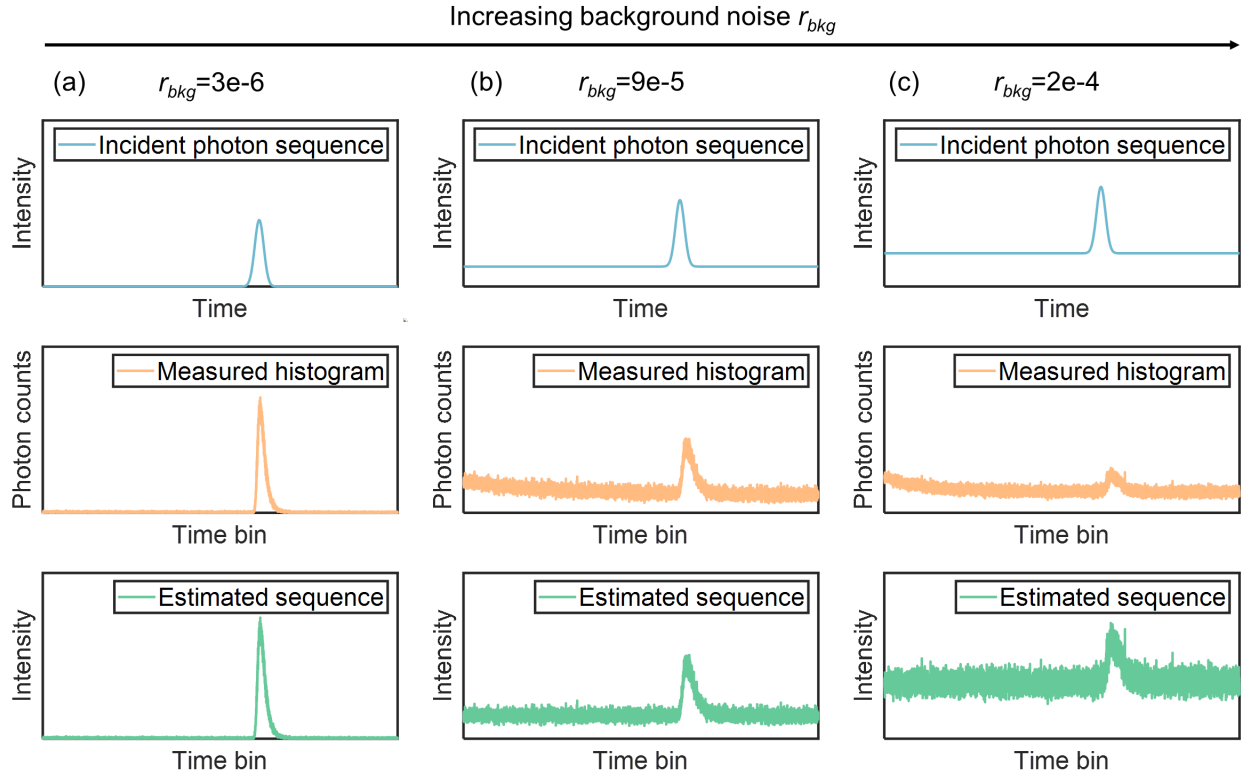 Increasing background noise r_bkg
(a) r_bkg=3e-6
(b) r_bkg=9e-5
(c) r_bkg=2e-4
Incident photon sequence
Incident photon sequence
Incident photon sequence
Intensity
Intensity
Intensity
Time
Time
Time
Measured histogram
Measured histogram
Measured histogram
Photon counts
Photon counts
Photon counts
Time bin
Time bin
Time bin
Estimated sequence
Estimated sequence
Estimated sequence
Intensity
Intensity
Intensity
Time bin
Time bin
Time bin